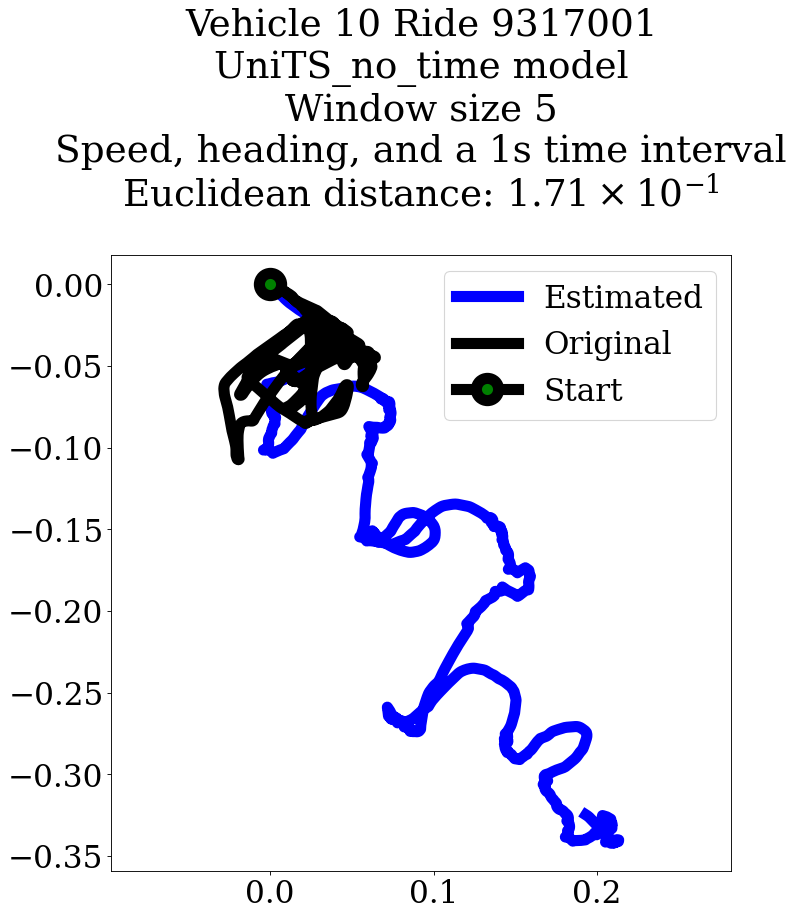 Vehicle 10 Ride 9317001
UniTS_no_time model
Window size 5
Speed, heading, and a 1s time interval
Euclidean distance: 1.71 × 10⁻¹
Estimated
Original
Start
0.00
−0.05
−0.10
−0.15
−0.20
−0.25
−0.30
−0.35
0.0 0.1 0.2